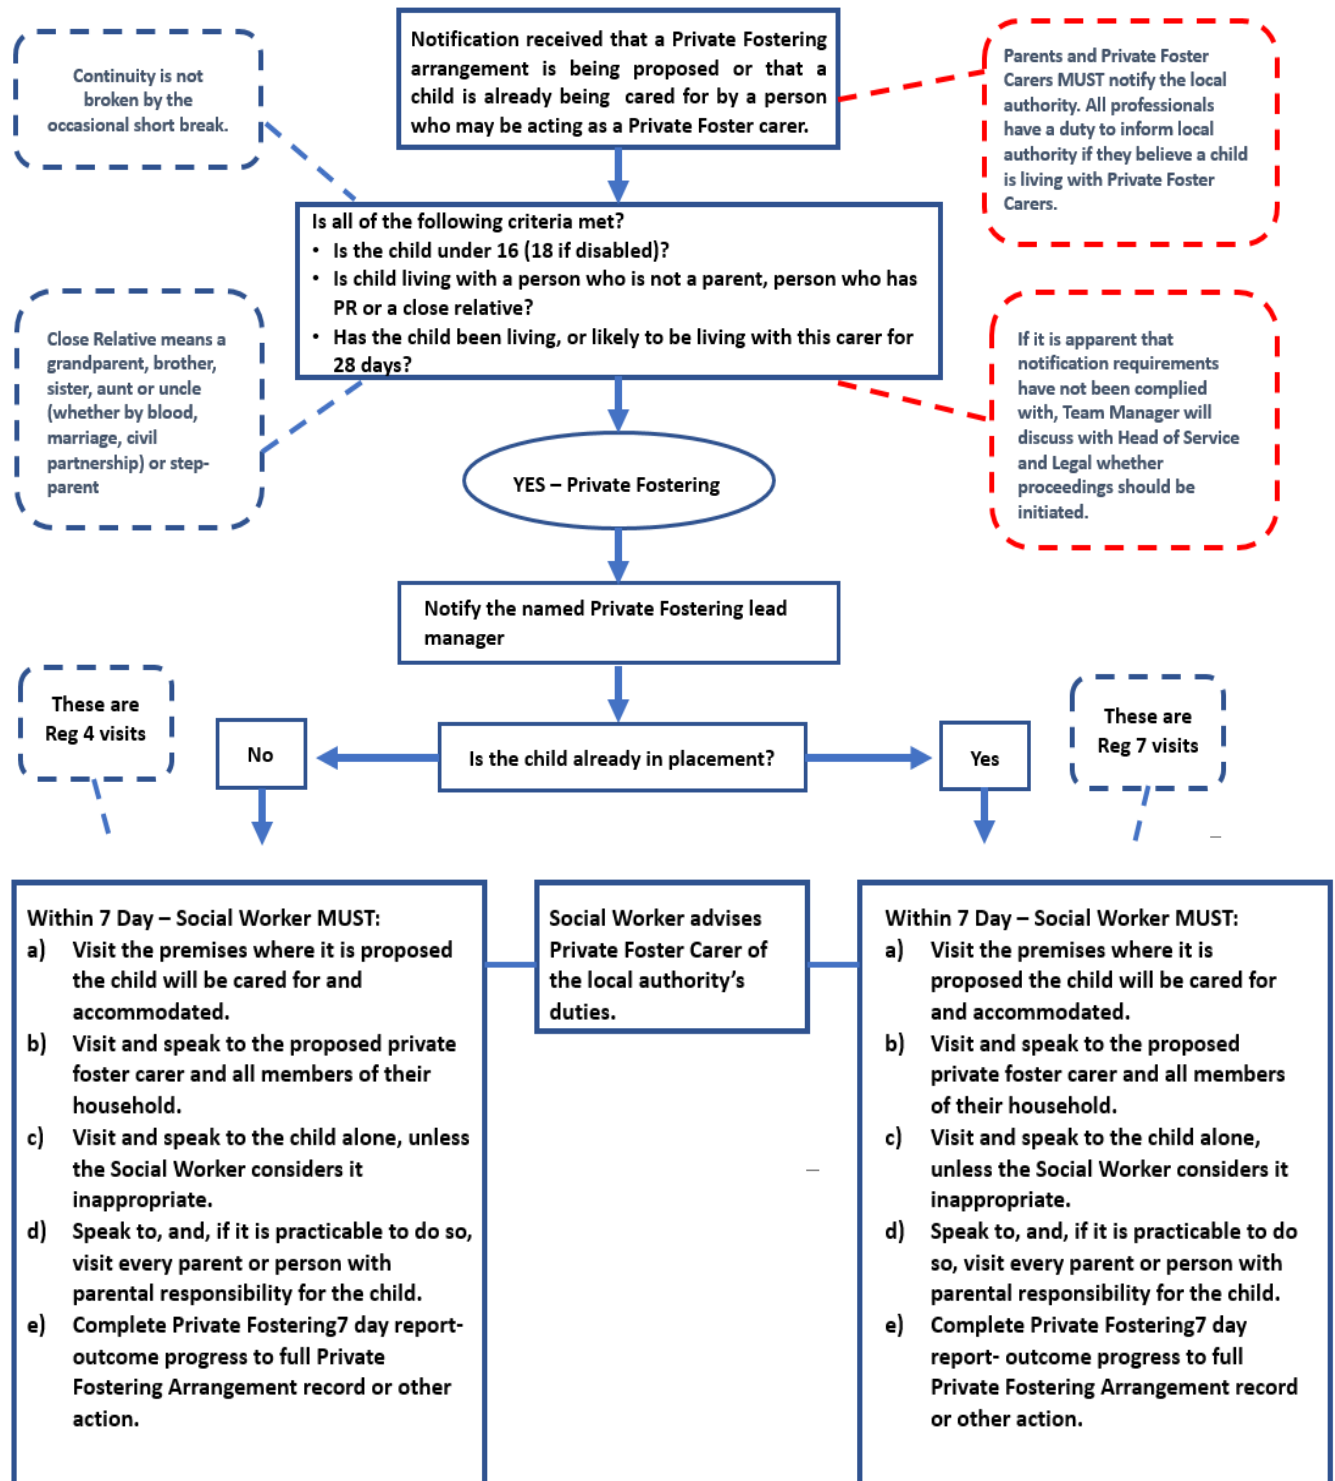 Notification received that a Private Fostering
arrangement is being proposed or that a
child is already being cared for by a person
who may be acting as a Private Foster carer.
Continuity is not
broken by the
occasional short break.
Parents and Private Foster
Carers MUST notify the local
authority. All professionals
have a duty to inform local
authority if they believe a child
is living with Private Foster
Carers.
Is all of the following criteria met?
• Is the child under 16 (18 if disabled)?
• Is child living with a person who is not a parent, person who has
PR or a close relative?
• Has the child been living, or likely to be living with this carer for
28 days?
Close Relative means a
grandparent, brother,
sister, aunt or uncle
(whether by blood,
marriage, civil
partnership) or step-
parent
If it is apparent that
notification requirements
have not been complied
with, Team Manager will
discuss with Head of Service
and Legal whether
proceedings should be
initiated.
YES – Private Fostering
Notify the named Private Fostering lead
manager
These are
Reg 4 visits
No
Is the child already in placement?
Yes
These are
Reg 7 visits
Within 7 Day – Social Worker MUST:
a) Visit the premises where it is proposed
the child will be cared for and
accommodated.
b) Visit and speak to the proposed private
foster carer and all members of their
household.
c) Visit and speak to the child alone, unless
the Social Worker considers it
inappropriate.
d) Speak to, and, if it is practicable to do so,
visit every parent or person with
parental responsibility for the child.
e) Complete Private Fostering7 day report-
outcome progress to full Private
Fostering Arrangement record or other
action.
Social Worker advises
Private Foster Carer of
the local authority's
duties.
Within 7 Day – Social Worker MUST:
a) Visit the premises where it is
proposed the child will be cared for
and accommodated.
b) Visit and speak to the proposed
private foster carer and all members
of their household.
c) Visit and speak to the child alone,
unless the Social Worker considers it
inappropriate.
d) Speak to, and, if it is practicable to do
so, visit every parent or person with
parental responsibility for the child.
e) Complete Private Fostering7 day
report- outcome progress to full
Private Fostering Arrangement record
or other action.